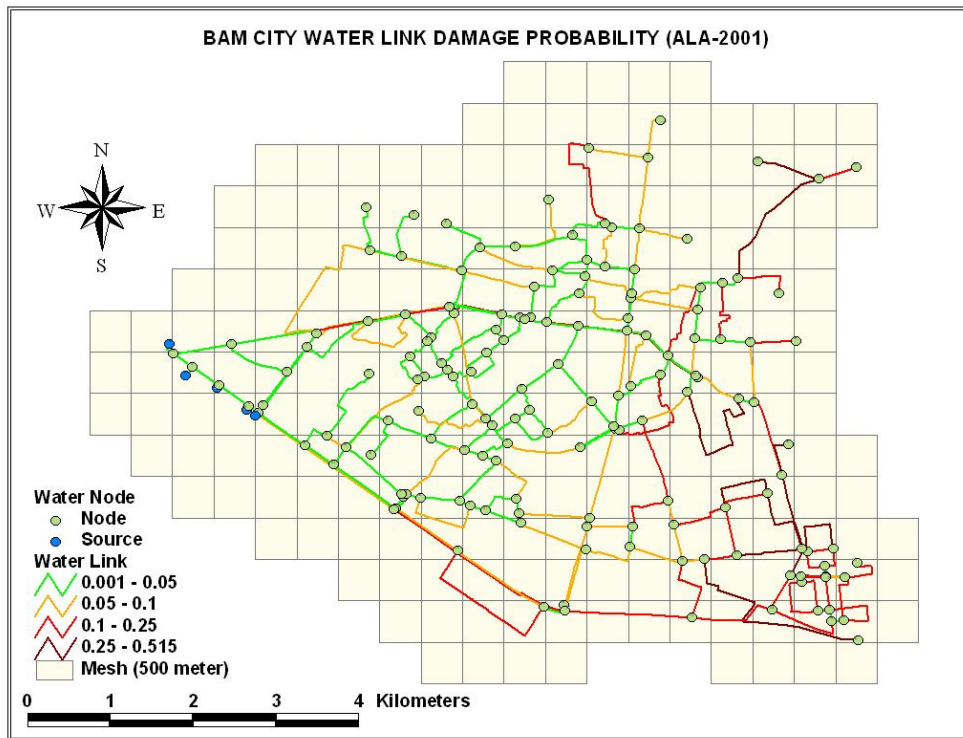 BAM CITY WATER LINK DAMAGE PROBABILITY (ALA-2001)
N
W E
S
Water Node
Node
Source
Water Link
0.001 - 0.05
0.05 - 0.1
0.1 - 0.25
0.25 - 0.515
Mesh (500 meter)
0 1 2 3 4 Kilometers